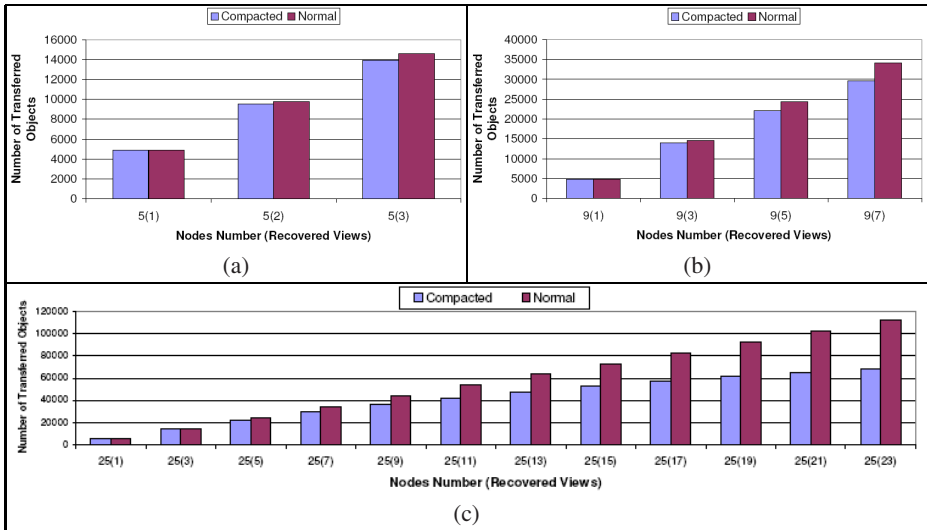 Compacted Normal
16000
14000
12000
10000
8000
6000
4000
2000
0
Number of Transferred
Objects
5(1) 5(2) 5(3)
Nodes Number (Recovered Views)
(a)
Compacted Normal
40000
35000
30000
25000
20000
15000
10000
5000
0
Number of Transferred
Objects
9(1) 9(3) 9(5) 9(7)
Nodes Number (Recovered Views)
(b)
Compacted Normal
120000
100000
80000
60000
40000
20000
0
Number of Transferred Objects
25(1) 25(3) 25(5) 25(7) 25(9) 25(11) 25(13) 25(15) 25(17) 25(19) 25(21) 25(23)
Nodes Number (Recovered Views)
(c)